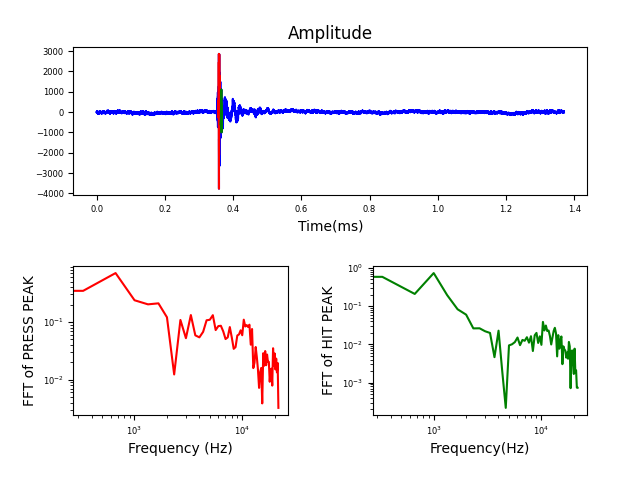 Amplitude
3000
2000
1000
0
−1000
−2000
−3000
−4000
0.0 0.2 0.4 0.6 0.8 1.0 1.2 1.4
Time(ms)
FFT of PRESS PEAK
10⁻¹
10⁻²
10³ 10⁴
Frequency (Hz)
FFT of HIT PEAK
10⁰
10⁻¹
10⁻²
10⁻³
10³ 10⁴
Frequency(Hz)